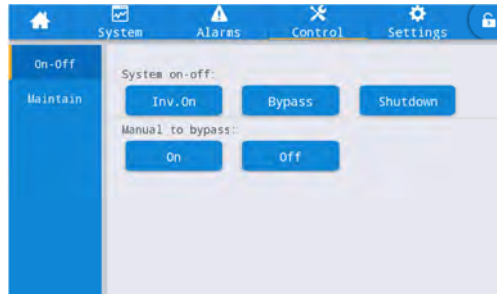 System Alarms Control Settings
On-Off
Maintain
System on-off:
Inv.On Bypass Shutdown
Manual to bypass:
On Off